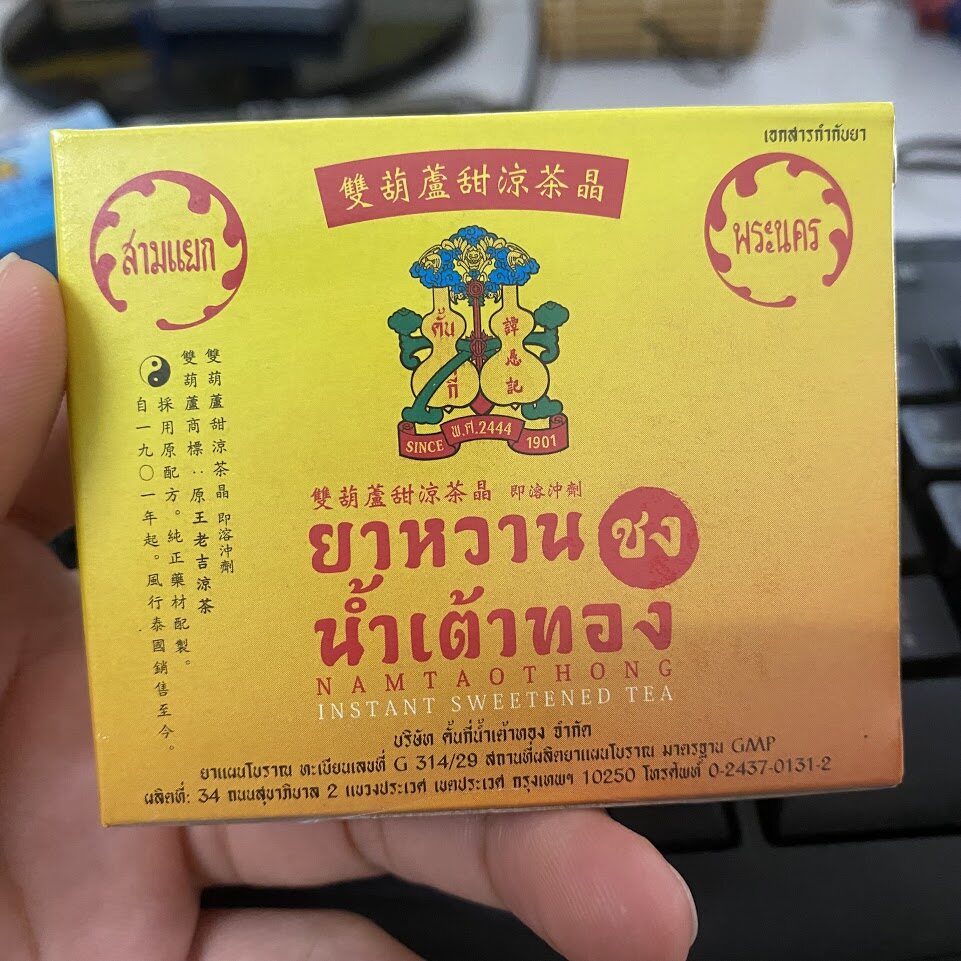 เอกสารกำกับยา
雙葫蘆甜涼茶晶
สามแยก
พระนคร
ตั้น
กี่
譚愚記
SINCE พ.ศ.2444 1901
雙葫蘆甜涼茶晶 即溶沖劑
雙葫蘆商標：原王老吉涼茶
採用原配方。純正藥材配製。
自一九〇一年起。風行泰國銷售至今。
雙葫蘆甜涼茶晶 即溶沖劑
ยาหวาน ชง
น้ำเต้าทอง
NAMTAOTHONG
INSTANT SWEETENED TEA
บริษัท ตั้นกี่น้ำเต้าทอง จำกัด
ยาแผนโบราณ ทะเบียนเลขที่ G 314/29 สถานที่ผลิตยาแผนโบราณ มาตรฐาน GMP
ผลิตที่: 34 ถนนสุขาภิบาล 2 แขวงประเวศ เขตประเวศ กรุงเทพฯ 10250 โทรศัพท์ 0-2437-0131-2